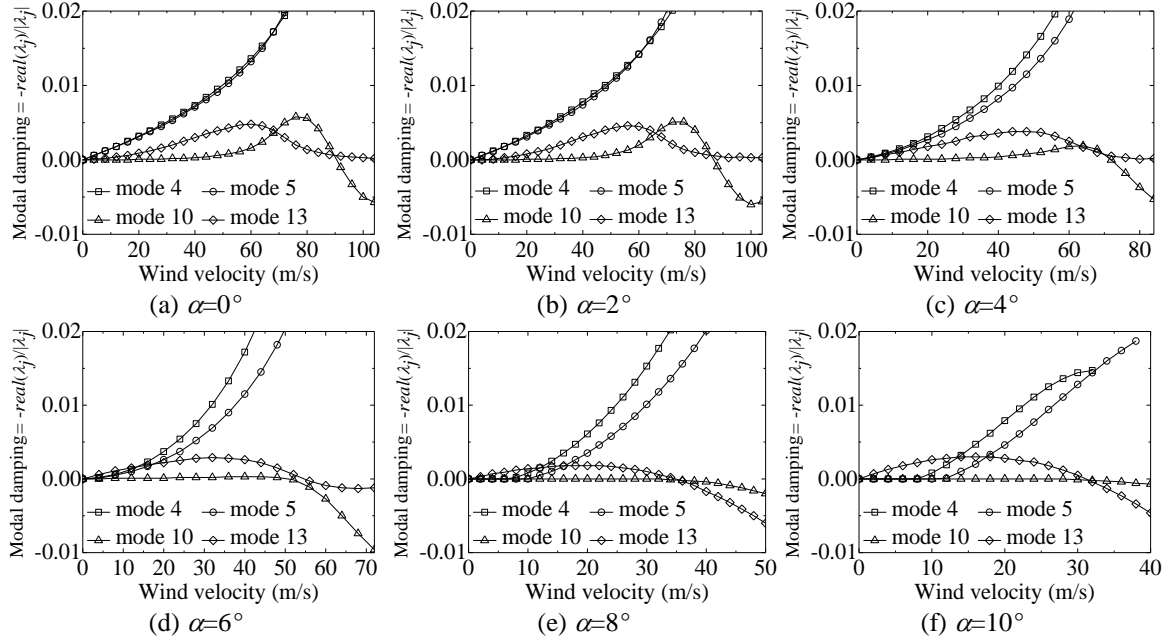 Modal damping= -real(λj)/|λj|
0.02
0.01
0.00
-0.01
mode 4 mode 5
mode 10 mode 13
0 20 40 60 80 100
Wind velocity (m/s)
(a) α=0°
Modal damping= -real(λj)/|λj|
0.02
0.01
0.00
-0.01
mode 4 mode 5
mode 10 mode 13
0 20 40 60 80 100
Wind velocity (m/s)
(b) α=2°
Modal damping= -real(λj)/|λj|
0.02
0.01
0.00
-0.01
mode 4 mode 5
mode 10 mode 13
0 20 40 60 80
Wind velocity (m/s)
(c) α=4°
Modal damping= -real(λj)/|λj|
0.02
0.01
0.00
-0.01
mode 4 mode 5
mode 10 mode 13
0 10 20 30 40 50 60 70
Wind velocity (m/s)
(d) α=6°
Modal damping= -real(λj)/|λj|
0.02
0.01
0.00
-0.01
mode 4 mode 5
mode 10 mode 13
0 10 20 30 40 50
Wind velocity (m/s)
(e) α=8°
Modal damping= -real(λj)/|λj|
0.02
0.01
0.00
-0.01
mode 4 mode 5
mode 10 mode 13
0 10 20 30 40
Wind velocity (m/s)
(f) α=10°